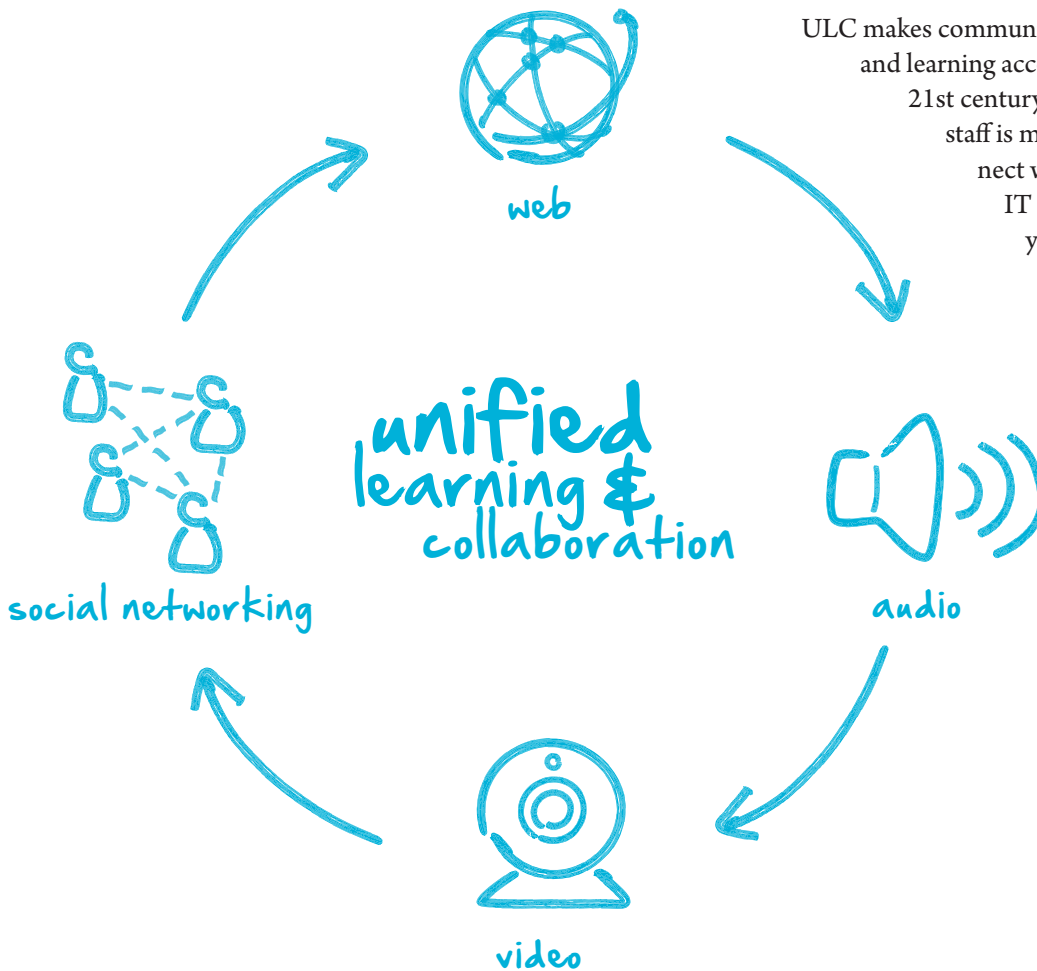 ULC makes commun
and learning acc
21st century
staff is m
nect w
IT
y
web
unified
learning &
collaboration
social networking
audio
video